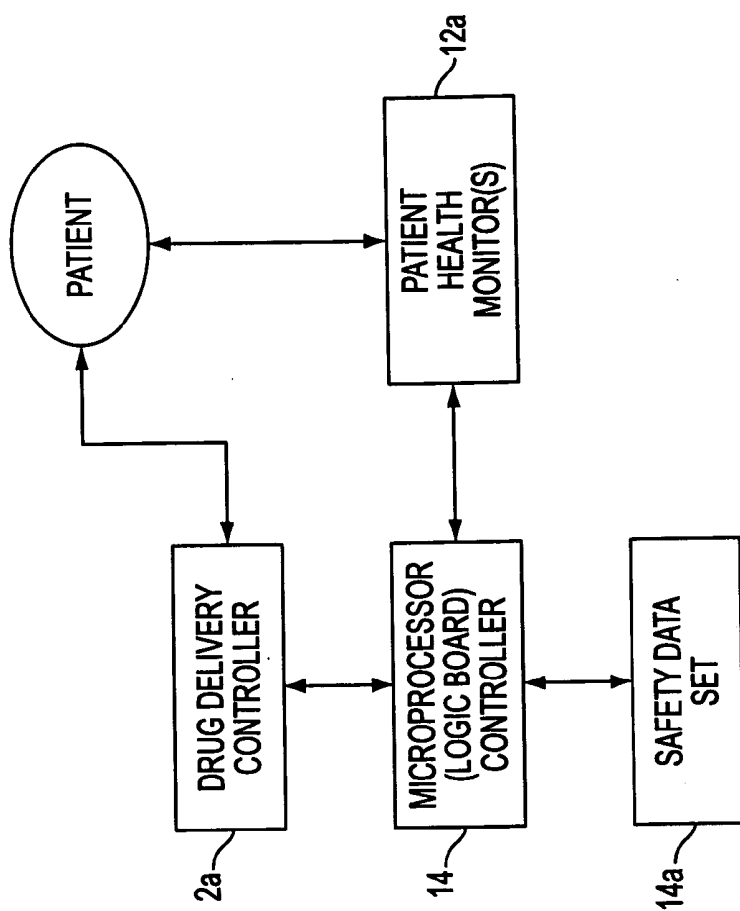 PATIENT
DRUG DELIVERY
CONTROLLER
2a
MICROPROCESSOR
(LOGIC BOARD)
CONTROLLER
14
PATIENT
HEALTH
MONITOR(S)
12a
SAFETY DATA
SET
14a